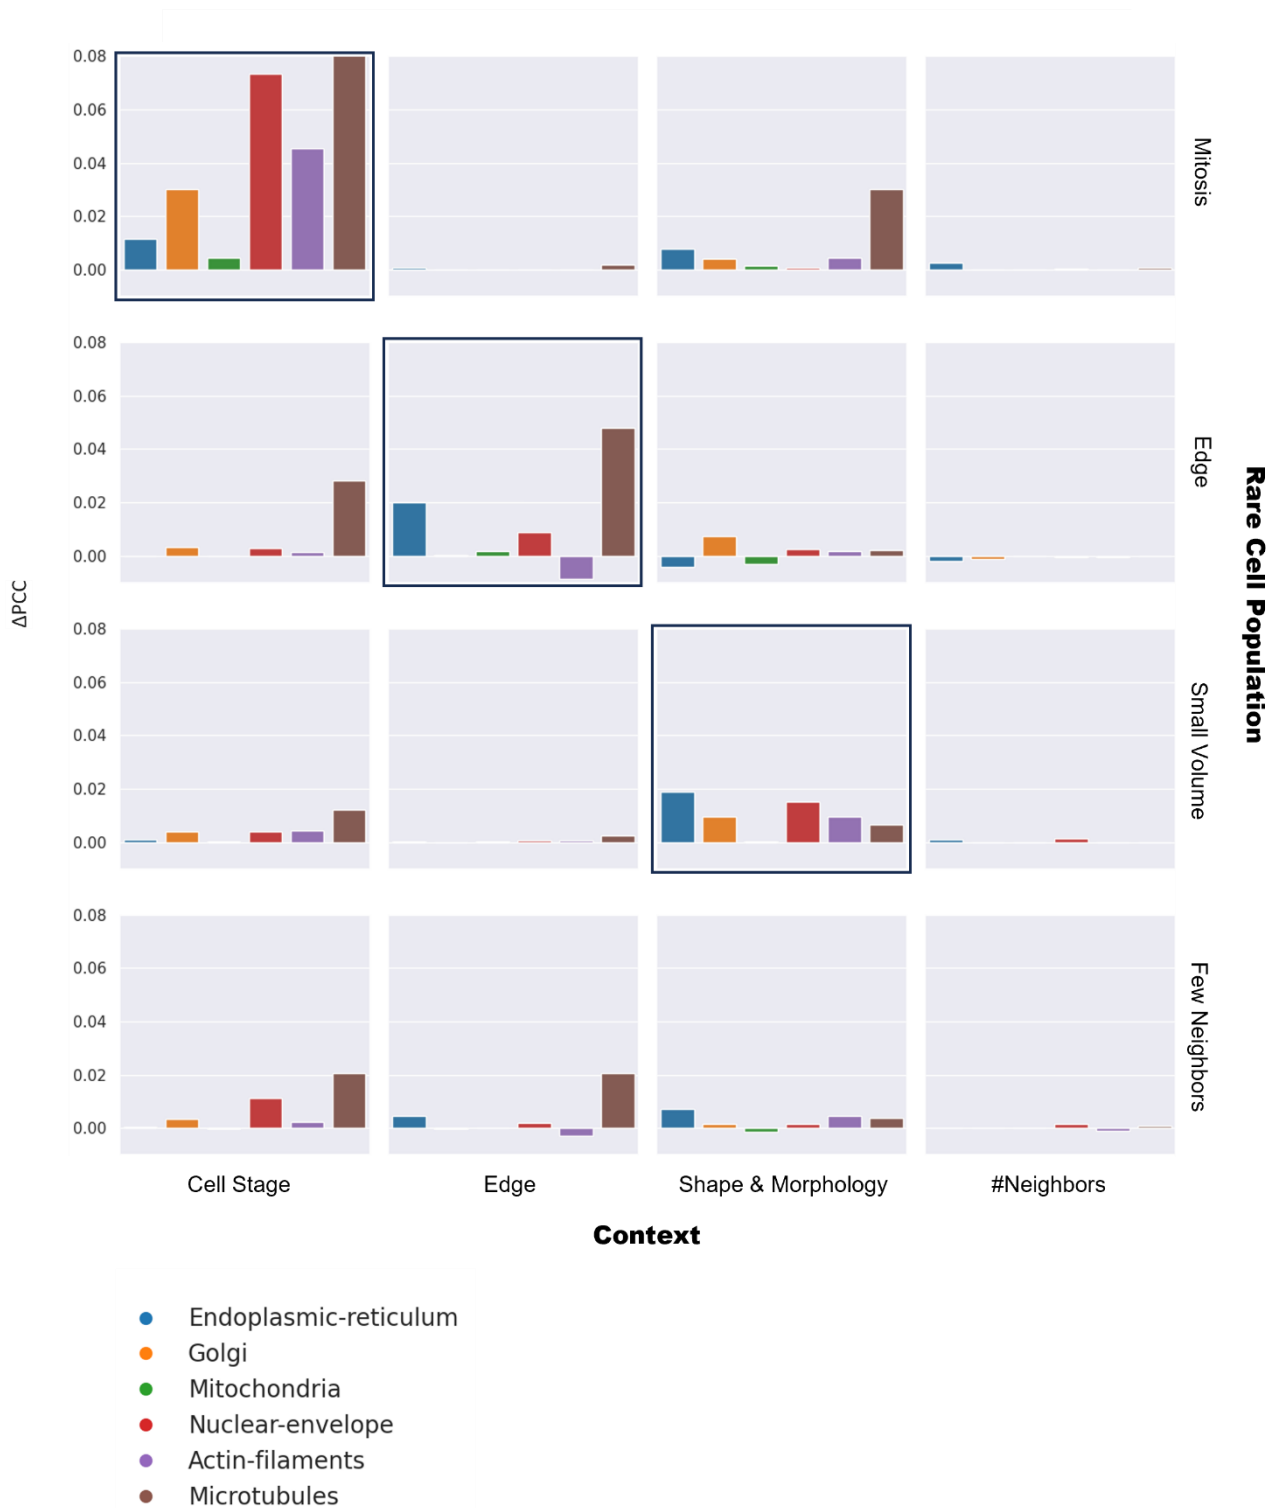 0.08
0.06
0.04
0.02
0.00
Mitosis
0.08
0.06
0.04
0.02
0.00
Edge
ΔPCC
Rare Cell Population
0.08
0.06
0.04
0.02
0.00
Small Volume
0.08
0.06
0.04
0.02
0.00
Few Neighbors
Cell Stage
Edge
Shape & Morphology
#Neighbors
Context
Endoplasmic-reticulum
Golgi
Mitochondria
Nuclear-envelope
Actin-filaments
Microtubules